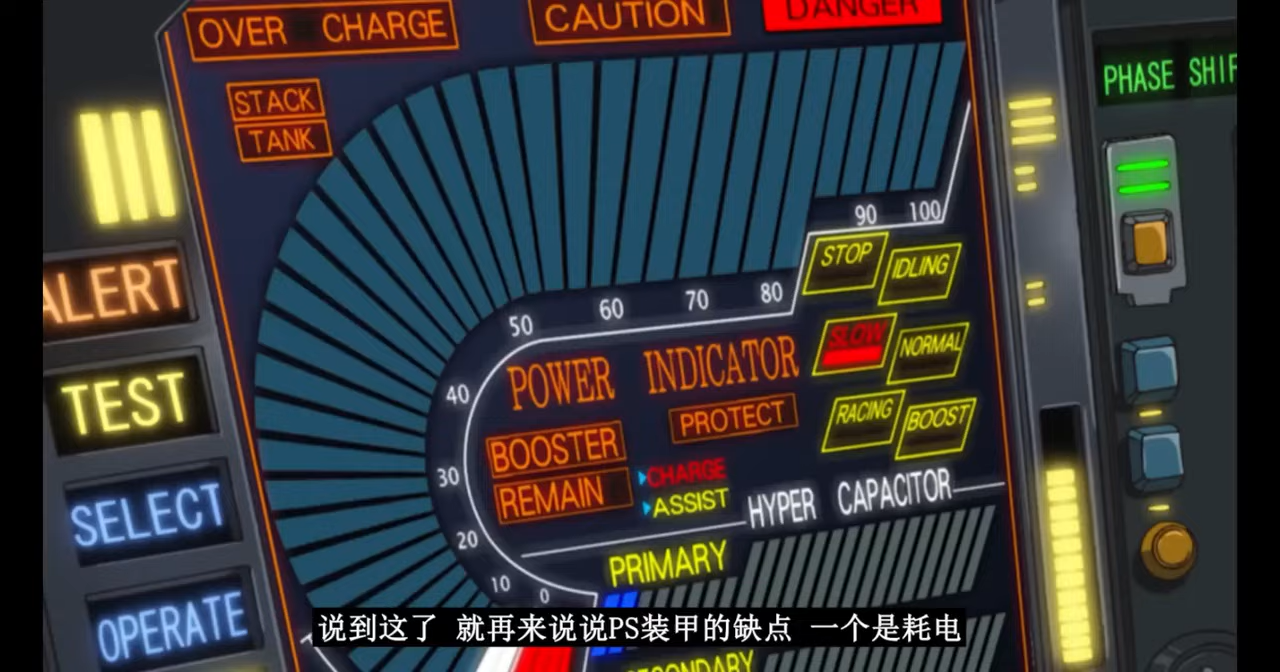 OVER CHARGE
CAUTION
DANGER
STACK
TANK
PHASE SHIF
ALERT
TEST
SELECT
OPERATE
90 100
80
70
60
50
40
30
20
10
0
STOP
IDLING
SLOW
NORMAL
RACING
BOOST
POWER INDICATOR
PROTECT
BOOSTER
REMAIN
CHARGE
ASSIST
HYPER CAPACITOR
PRIMARY
SECONDARY
说到这了 就再来说说PS装甲的缺点 一个是耗电